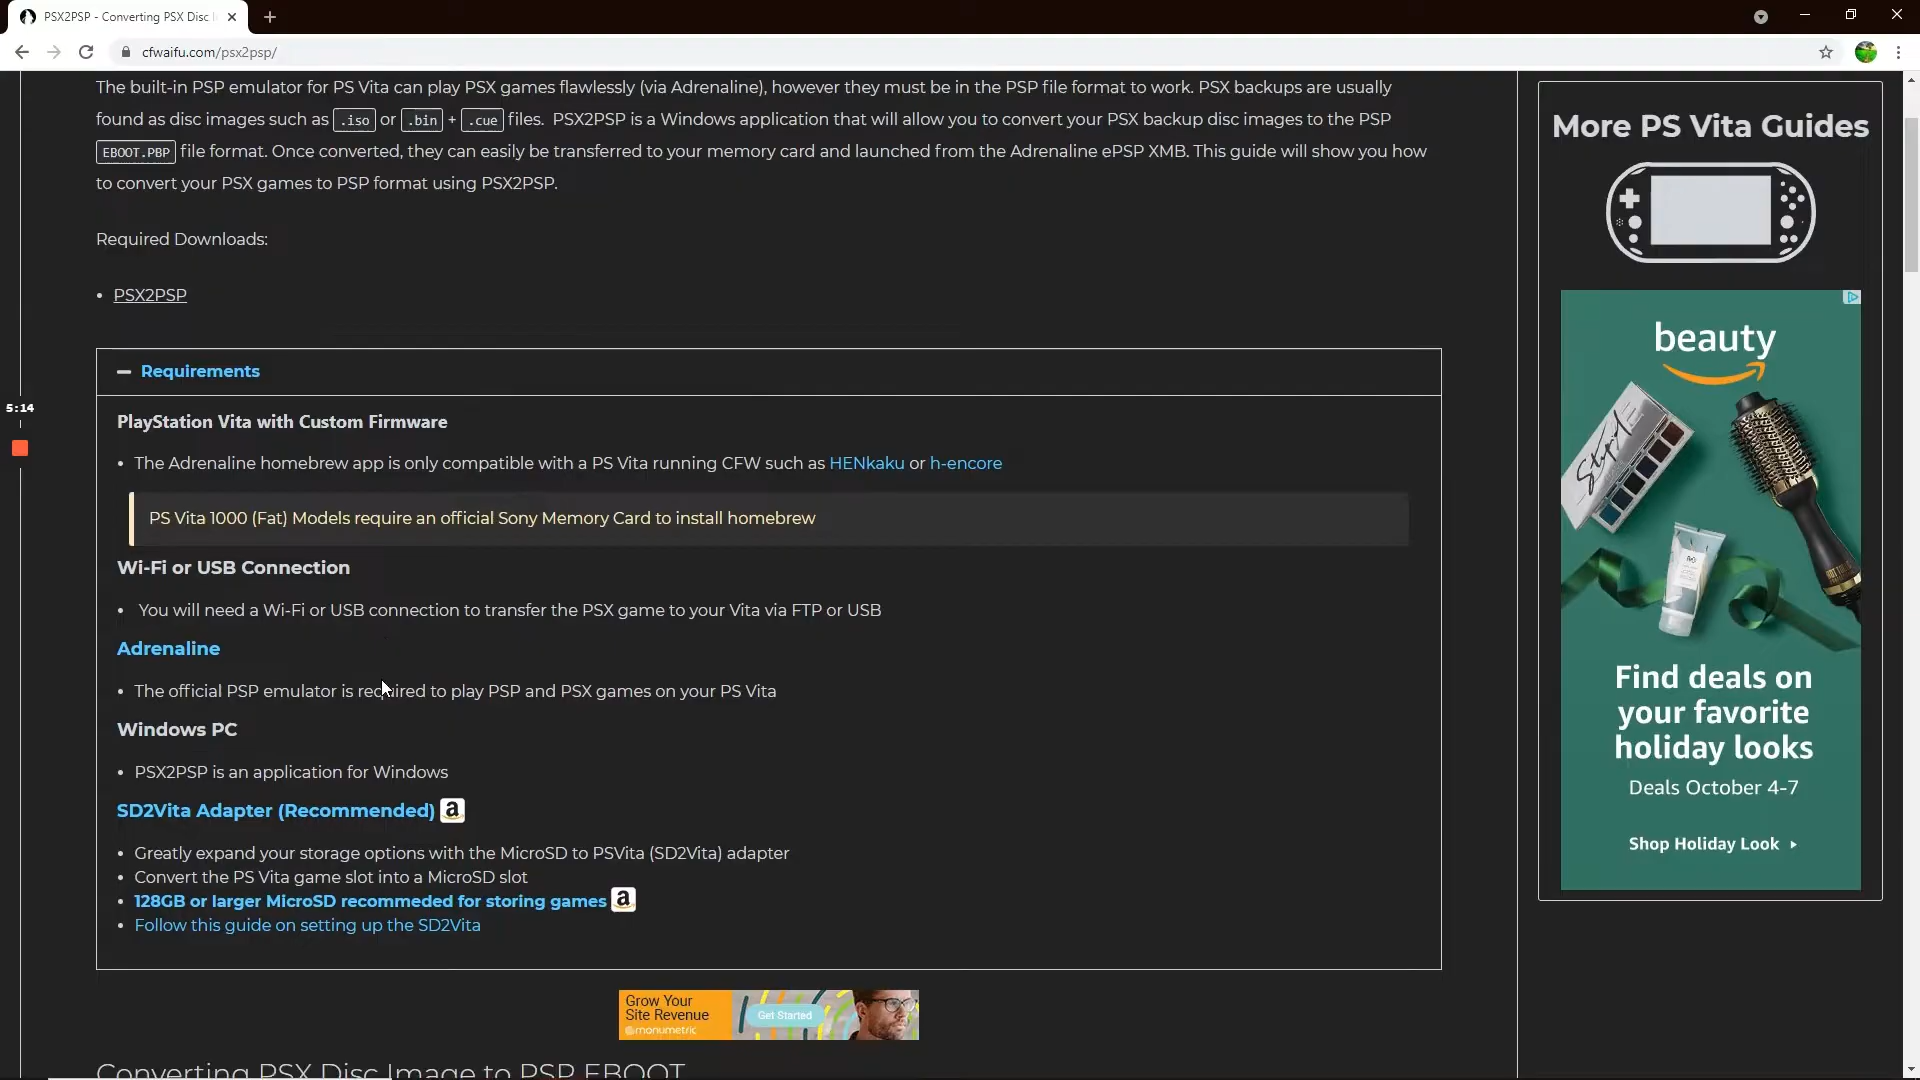 PSX2PSP - Converting PSX Disc I
cfwaifu.com/psx2psp/
The built-in PSP emulator for PS Vita can play PSX games flawlessly (via Adrenaline), however they must be in the PSP file format to work. PSX backups are usually
found as disc images such as .iso or .bin + .cue files. PSX2PSP is a Windows application that will allow you to convert your PSX backup disc images to the PSP
EBOOT.PBP file format. Once converted, they can easily be transferred to your memory card and launched from the Adrenaline ePSP XMB. This guide will show you how
to convert your PSX games to PSP format using PSX2PSP.
Required Downloads:
• PSX2PSP
— Requirements
5:14
PlayStation Vita with Custom Firmware
• The Adrenaline homebrew app is only compatible with a PS Vita running CFW such as HENkaku or h-encore
PS Vita 1000 (Fat) Models require an official Sony Memory Card to install homebrew
Wi-Fi or USB Connection
• You will need a Wi-Fi or USB connection to transfer the PSX game to your Vita via FTP or USB
Adrenaline
• The official PSP emulator is required to play PSP and PSX games on your PS Vita
Windows PC
• PSX2PSP is an application for Windows
SD2Vita Adapter (Recommended) a
• Greatly expand your storage options with the MicroSD to PSVita (SD2Vita) adapter
• Convert the PS Vita game slot into a MicroSD slot
• 128GB or larger MicroSD recommeded for storing games a
• Follow this guide on setting up the SD2Vita
Grow Your
Site Revenue
@monumetric
Get Started
Converting PSX Disc Image to PSP EBOOT
More PS Vita Guides
beauty
Find deals on
your favorite
holiday looks
Deals October 4-7
Shop Holiday Look